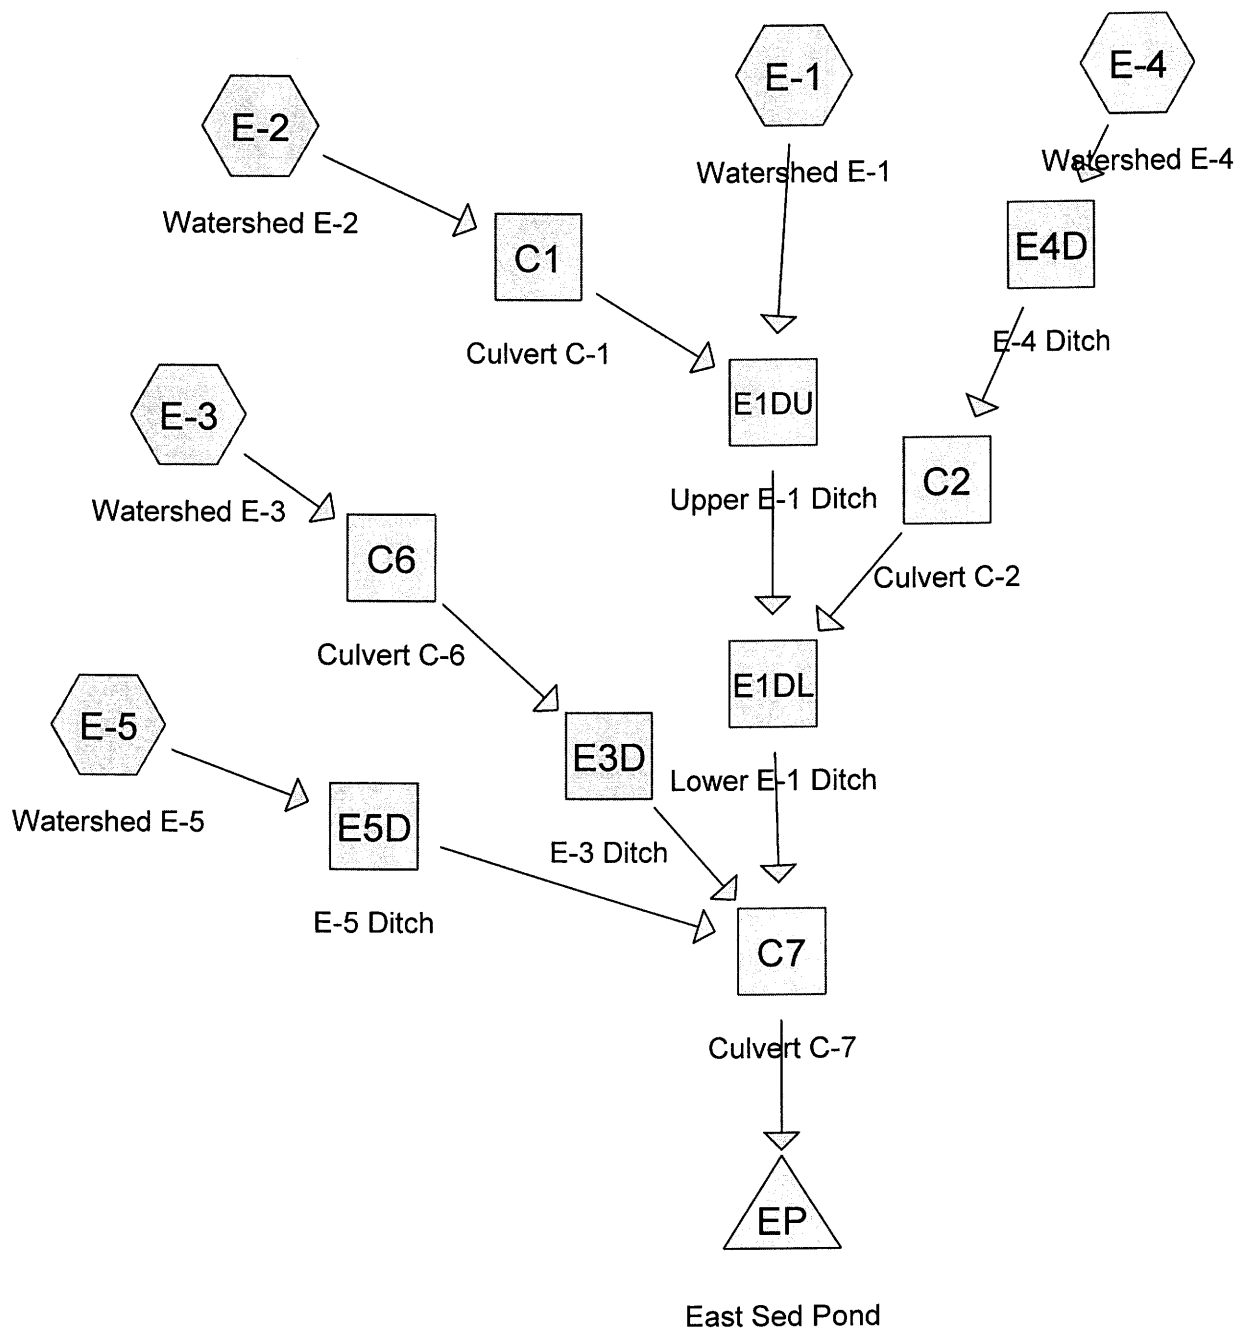 E-1
E-4
E-2
Watershed E-1
Watershed E-4
Watershed E-2
C1
E4D
Culvert C-1
E-4 Ditch
E1DU
E-3
C2
Upper E-1 Ditch
Watershed E-3
C6
Culvert C-2
Culvert C-6
E1DL
E-5
E3D
Lower E-1 Ditch
Watershed E-5
E5D
E-3 Ditch
E-5 Ditch
C7
Culvert C-7
EP
East Sed Pond